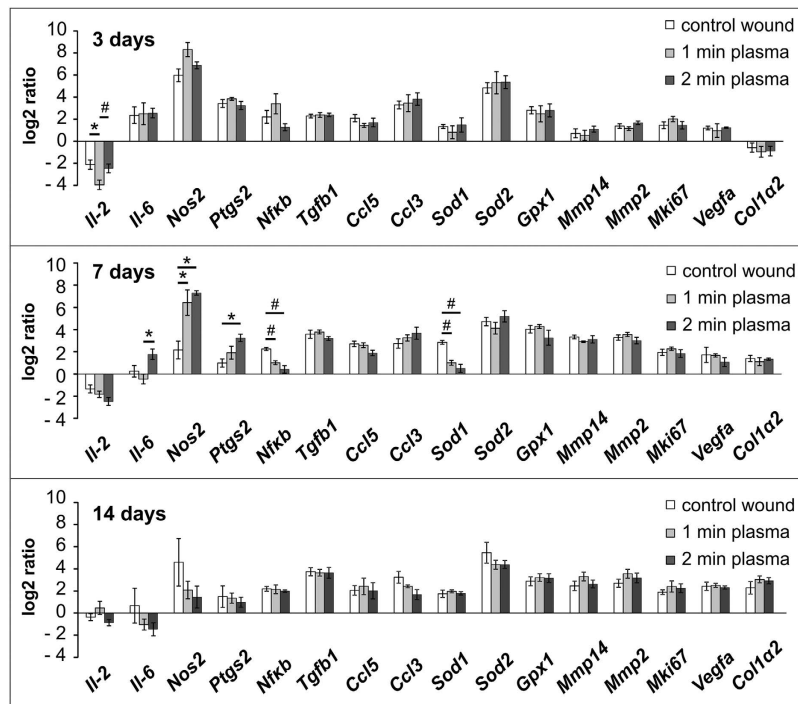 3 days
control wound
1 min plasma
2 min plasma
log2 ratio
10
8
6
4
2
0
- 2
- 4
* #
Il-2 Il-6 Nos2 Ptgs2 Nfκb Tgfb1 Ccl5 Ccl3 Sod1 Sod2 Gpx1 Mmp14 Mmp2 Mki67 Vegfa Col1α2
7 days
control wound
1 min plasma
2 min plasma
log2 ratio
10
8
6
4
2
0
- 2
- 4
* * * * # # # #
Il-2 Il-6 Nos2 Ptgs2 Nfκb Tgfb1 Ccl5 Ccl3 Sod1 Sod2 Gpx1 Mmp14 Mmp2 Mki67 Vegfa Col1α2
14 days
control wound
1 min plasma
2 min plasma
log2 ratio
10
8
6
4
2
0
- 2
- 4
Il-2 Il-6 Nos2 Ptgs2 Nfκb Tgfb1 Ccl5 Ccl3 Sod1 Sod2 Gpx1 Mmp14 Mmp2 Mki67 Vegfa Col1α2